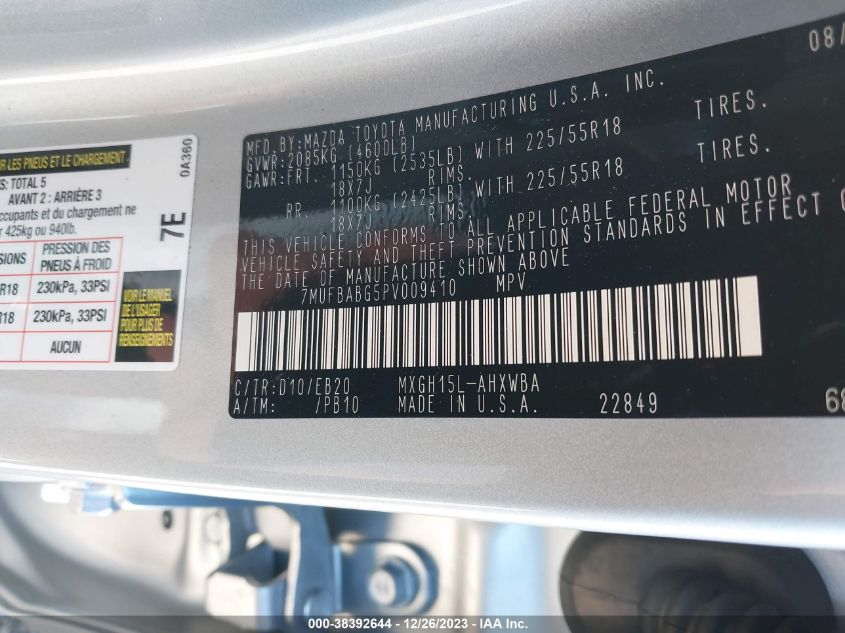 R LES PNEUS ET LE CHARGEMENT
S: TOTAL 5
AVANT 2 : ARRIÈRE 3
ccupants et du chargement ne
r 425kg ou 940lb.
SIONS PRESSION DES PNEUS À FROID
R18 230kPa, 33PSI
R18 230kPa, 33PSI
AUCUN
VOIR LE MANUEL
DE L'USAGER
POUR PLUS DE
RENSEIGNEMENTS
7E
0A360
08/
MFD.BY:MAZDA TOYOTA MANUFACTURING U.S.A. INC.
GVWR:2085KG (4600LB)
GAWR:FRT. 1150KG (2535LB) WITH 225/55R18 TIRES.
18X7J RIMS.
RR. 1100KG (2425LB) WITH 225/55R18 TIRES.
18X7J RIMS.
THIS VEHICLE CONFORMS TO ALL APPLICABLE FEDERAL MOTOR
VEHICLE SAFETY AND THEFT PREVENTION STANDARDS IN EFFECT O
THE DATE OF MANUFACTURE SHOWN ABOVE
7MUFBABG5PV009410 MPV
C/TR:D10/EB20 MXGH15L-AHXWBA
A/TM: /PB10 MADE IN U.S.A. 22849 68
000-38392644 / 12/26/2023 - IAA Inc.